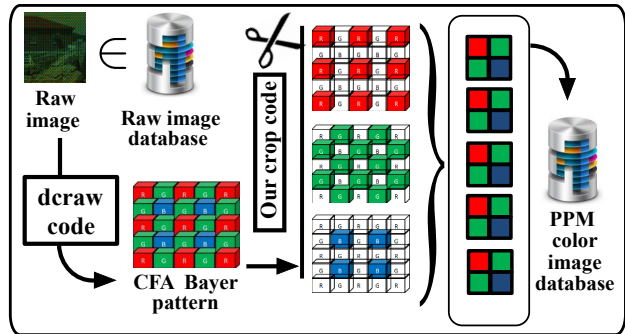 Raw
image
Raw image
database
dcraw
code
R G R G R
G B G B G
R G R G R
G B G B G
R G R G R
CFA Bayer
pattern
Our crop code
R G R G R
G B G B G
R G R G R
G B G B G
R G R G R
R G R G R
G B G B G
R G R G R
G B G B G
R G R G R
R G R G R
G B G B G
R G R G R
G B G B G
R G R G R
PPM
color
image
database